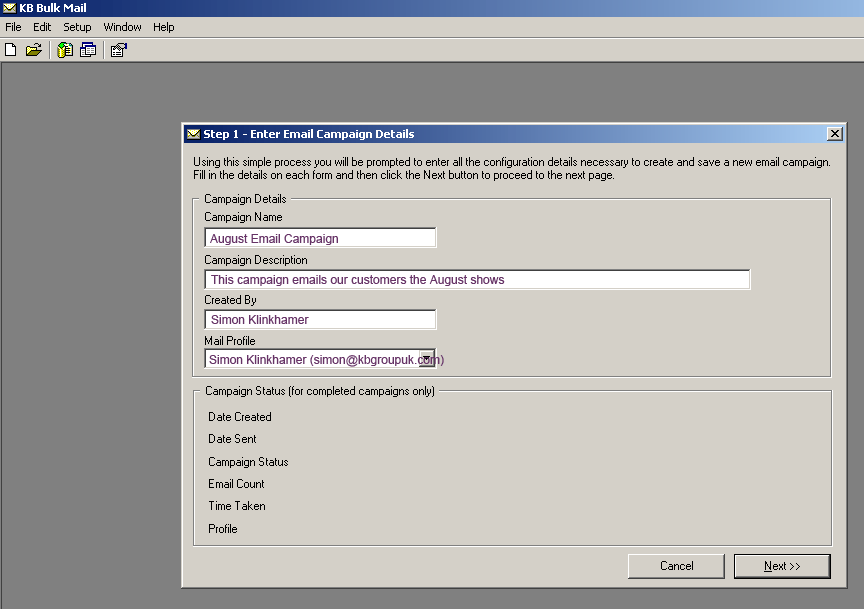 KB Bulk Mail
File Edit Setup Window Help
Step 1 - Enter Email Campaign Details
Using this simple process you will be prompted to enter all the configuration details necessary to create and save a new email campaign.
Fill in the details on each form and then click the Next button to proceed to the next page.
Campaign Details
Campaign Name
August Email Campaign
Campaign Description
This campaign emails our customers the August shows
Created By
Simon Klinkhamer
Mail Profile
Simon Klinkhamer (simon@kbgroupuk.com)
Campaign Status (for completed campaigns only)
Date Created
Date Sent
Campaign Status
Email Count
Time Taken
Profile
Cancel Next >>